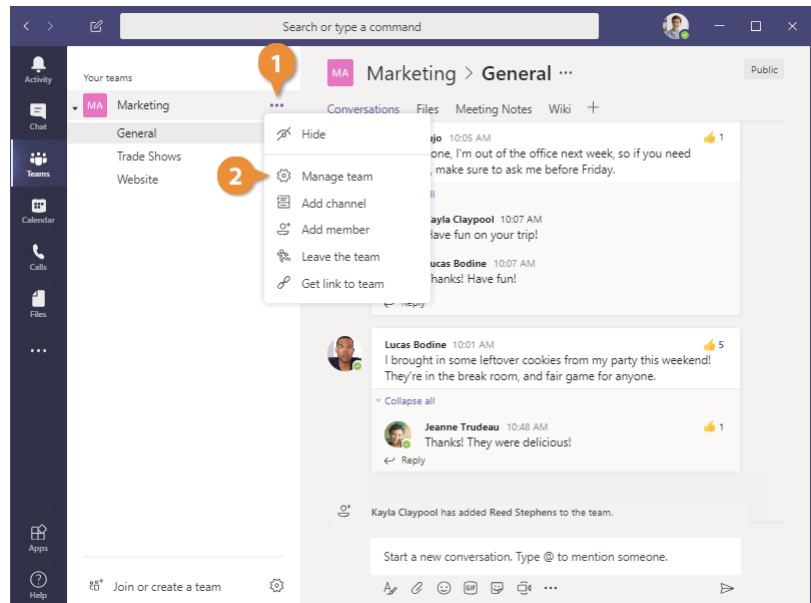 Search or type a command
Activity
Chat
Teams
Calendar
Calls
Files
Apps
Help
Your teams
1
MA Marketing
General
Trade Shows
Website
2
Hide
Manage team
Add channel
Add member
Leave the team
Get link to team
Join or create a team
MA Marketing > General
Public
Conversations Files Meeting Notes Wiki
10:05 AM 1
one, I'm out of the office next week, so if you need
, make sure to ask me before Friday.
ayla Claypool 10:07 AM
Have fun on your trip!
ucas Bodine 10:07 AM
hanks! Have fun!
Reply
Lucas Bodine 10:01 AM 5
I brought in some leftover cookies from my party this weekend!
They're in the break room, and fair game for anyone.
Collapse all
Jeanne Trudeau 10:48 AM 1
Thanks! They were delicious!
Reply
Kayla Claypool has added Reed Stephens to the team.
Start a new conversation. Type @ to mention someone.
GIF